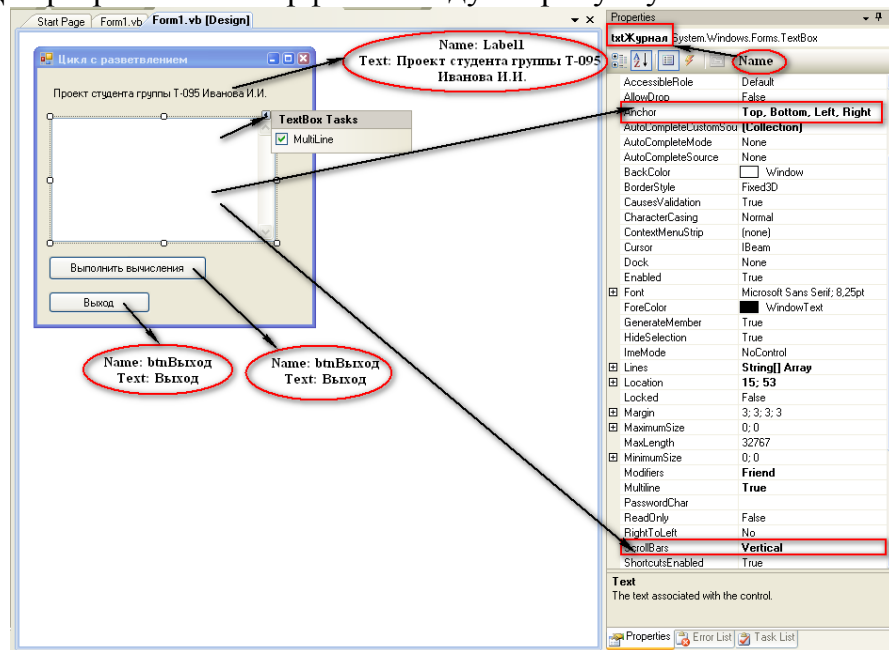 Start Page
Form1.vb
Form1.vb [Design]
Цикл с разветвлением
Проект студента группы Т-095 Иванова И.И.
TextBox Tasks
MultiLine
Выполнить вычисления
Выход
Name: Label1
Text: Проект студента группы Т-095
Иванова И.И.
Name: btnВыход
Text: Выход
Name: btnВыход
Text: Выход
Properties
txtЖурнал System.Windows.Forms.TextBox
Name
AccessibleRole Default
AllowDrop False
Anchor Top, Bottom, Left, Right
AutoCompleteCustomSou (Collection)
AutoCompleteMode None
AutoCompleteSource None
BackColor Window
BorderStyle Fixed3D
CausesValidation True
CharacterCasing Normal
ContextMenuStrip (none)
Cursor IBeam
Dock None
Enabled True
Font Microsoft Sans Serif; 8,25pt
ForeColor WindowText
GenerateMember True
HideSelection True
ImeMode NoControl
Lines String[] Array
Location 15; 53
Locked False
Margin 3; 3; 3; 3
MaximumSize 0; 0
MaxLength 32767
MinimumSize 0; 0
Modifiers Friend
Multiline True
PasswordChar
ReadOnly False
RightToLeft No
ScrollBars Vertical
ShortcutsEnabled True
Text
The text associated with the control.
Properties
Error List
Task List